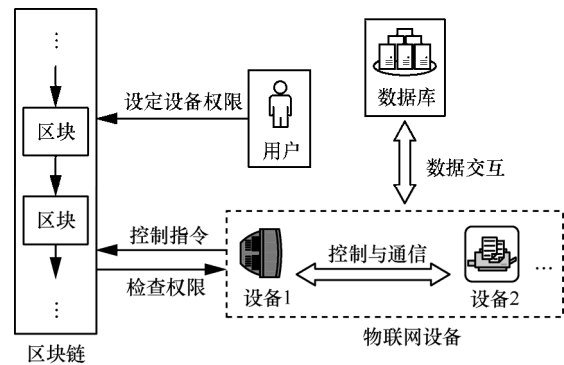 ⋮
数据库
设定设备权限
区块
用户
数据交互
区块
控制指令
控制与通信
检查权限
设备1
设备2
…
⋮
物联网设备
区块链